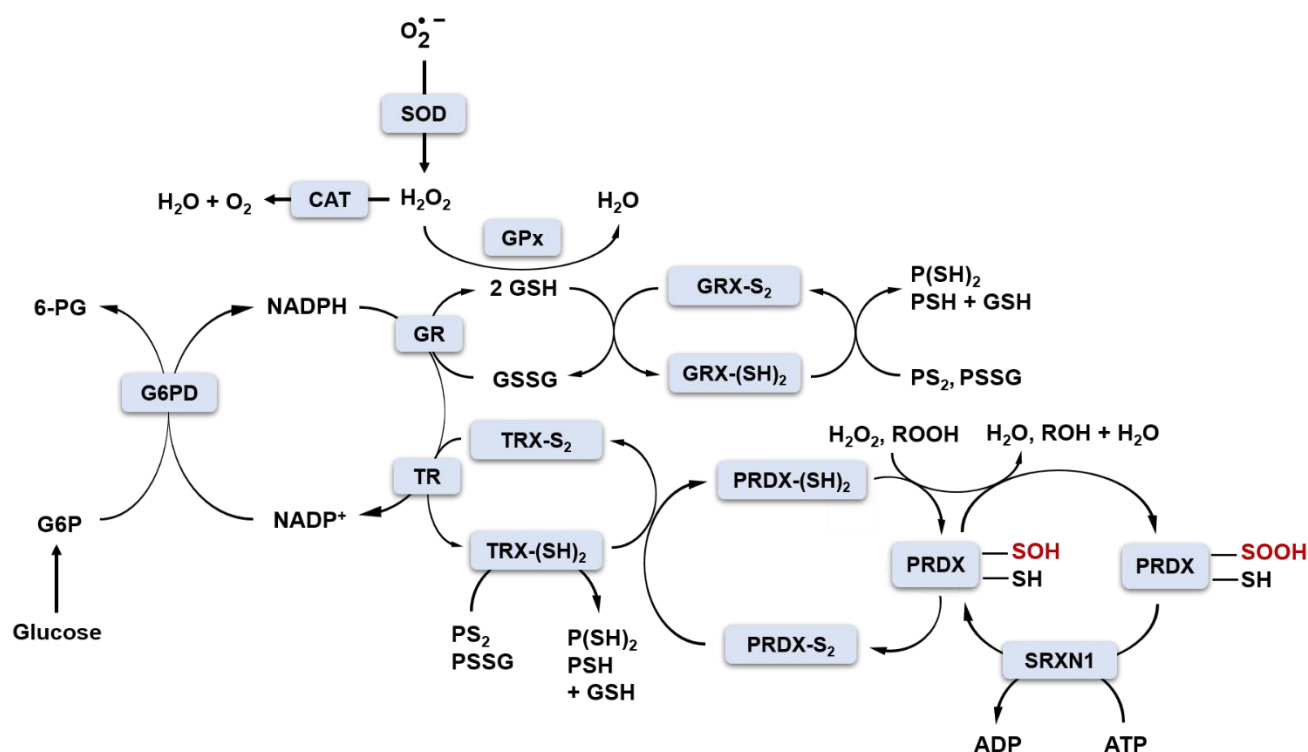 O₂•−
SOD
H₂O + O₂
CAT
H₂O₂
H₂O
GPx
6-PG
NADPH
2 GSH
GRX-S₂
P(SH)₂
PSH + GSH
GR
G6PD
GSSG
GRX-(SH)₂
PS₂, PSSG
TRX-S₂
H₂O₂, ROOH
H₂O, ROH + H₂O
TR
PRDX-(SH)₂
G6P
NADP⁺
TRX-(SH)₂
PRDX
SOH
SH
PRDX
SOOH
SH
Glucose
PS₂
PSSG
P(SH)₂
PSH
+ GSH
PRDX-S₂
SRXN1
ADP
ATP